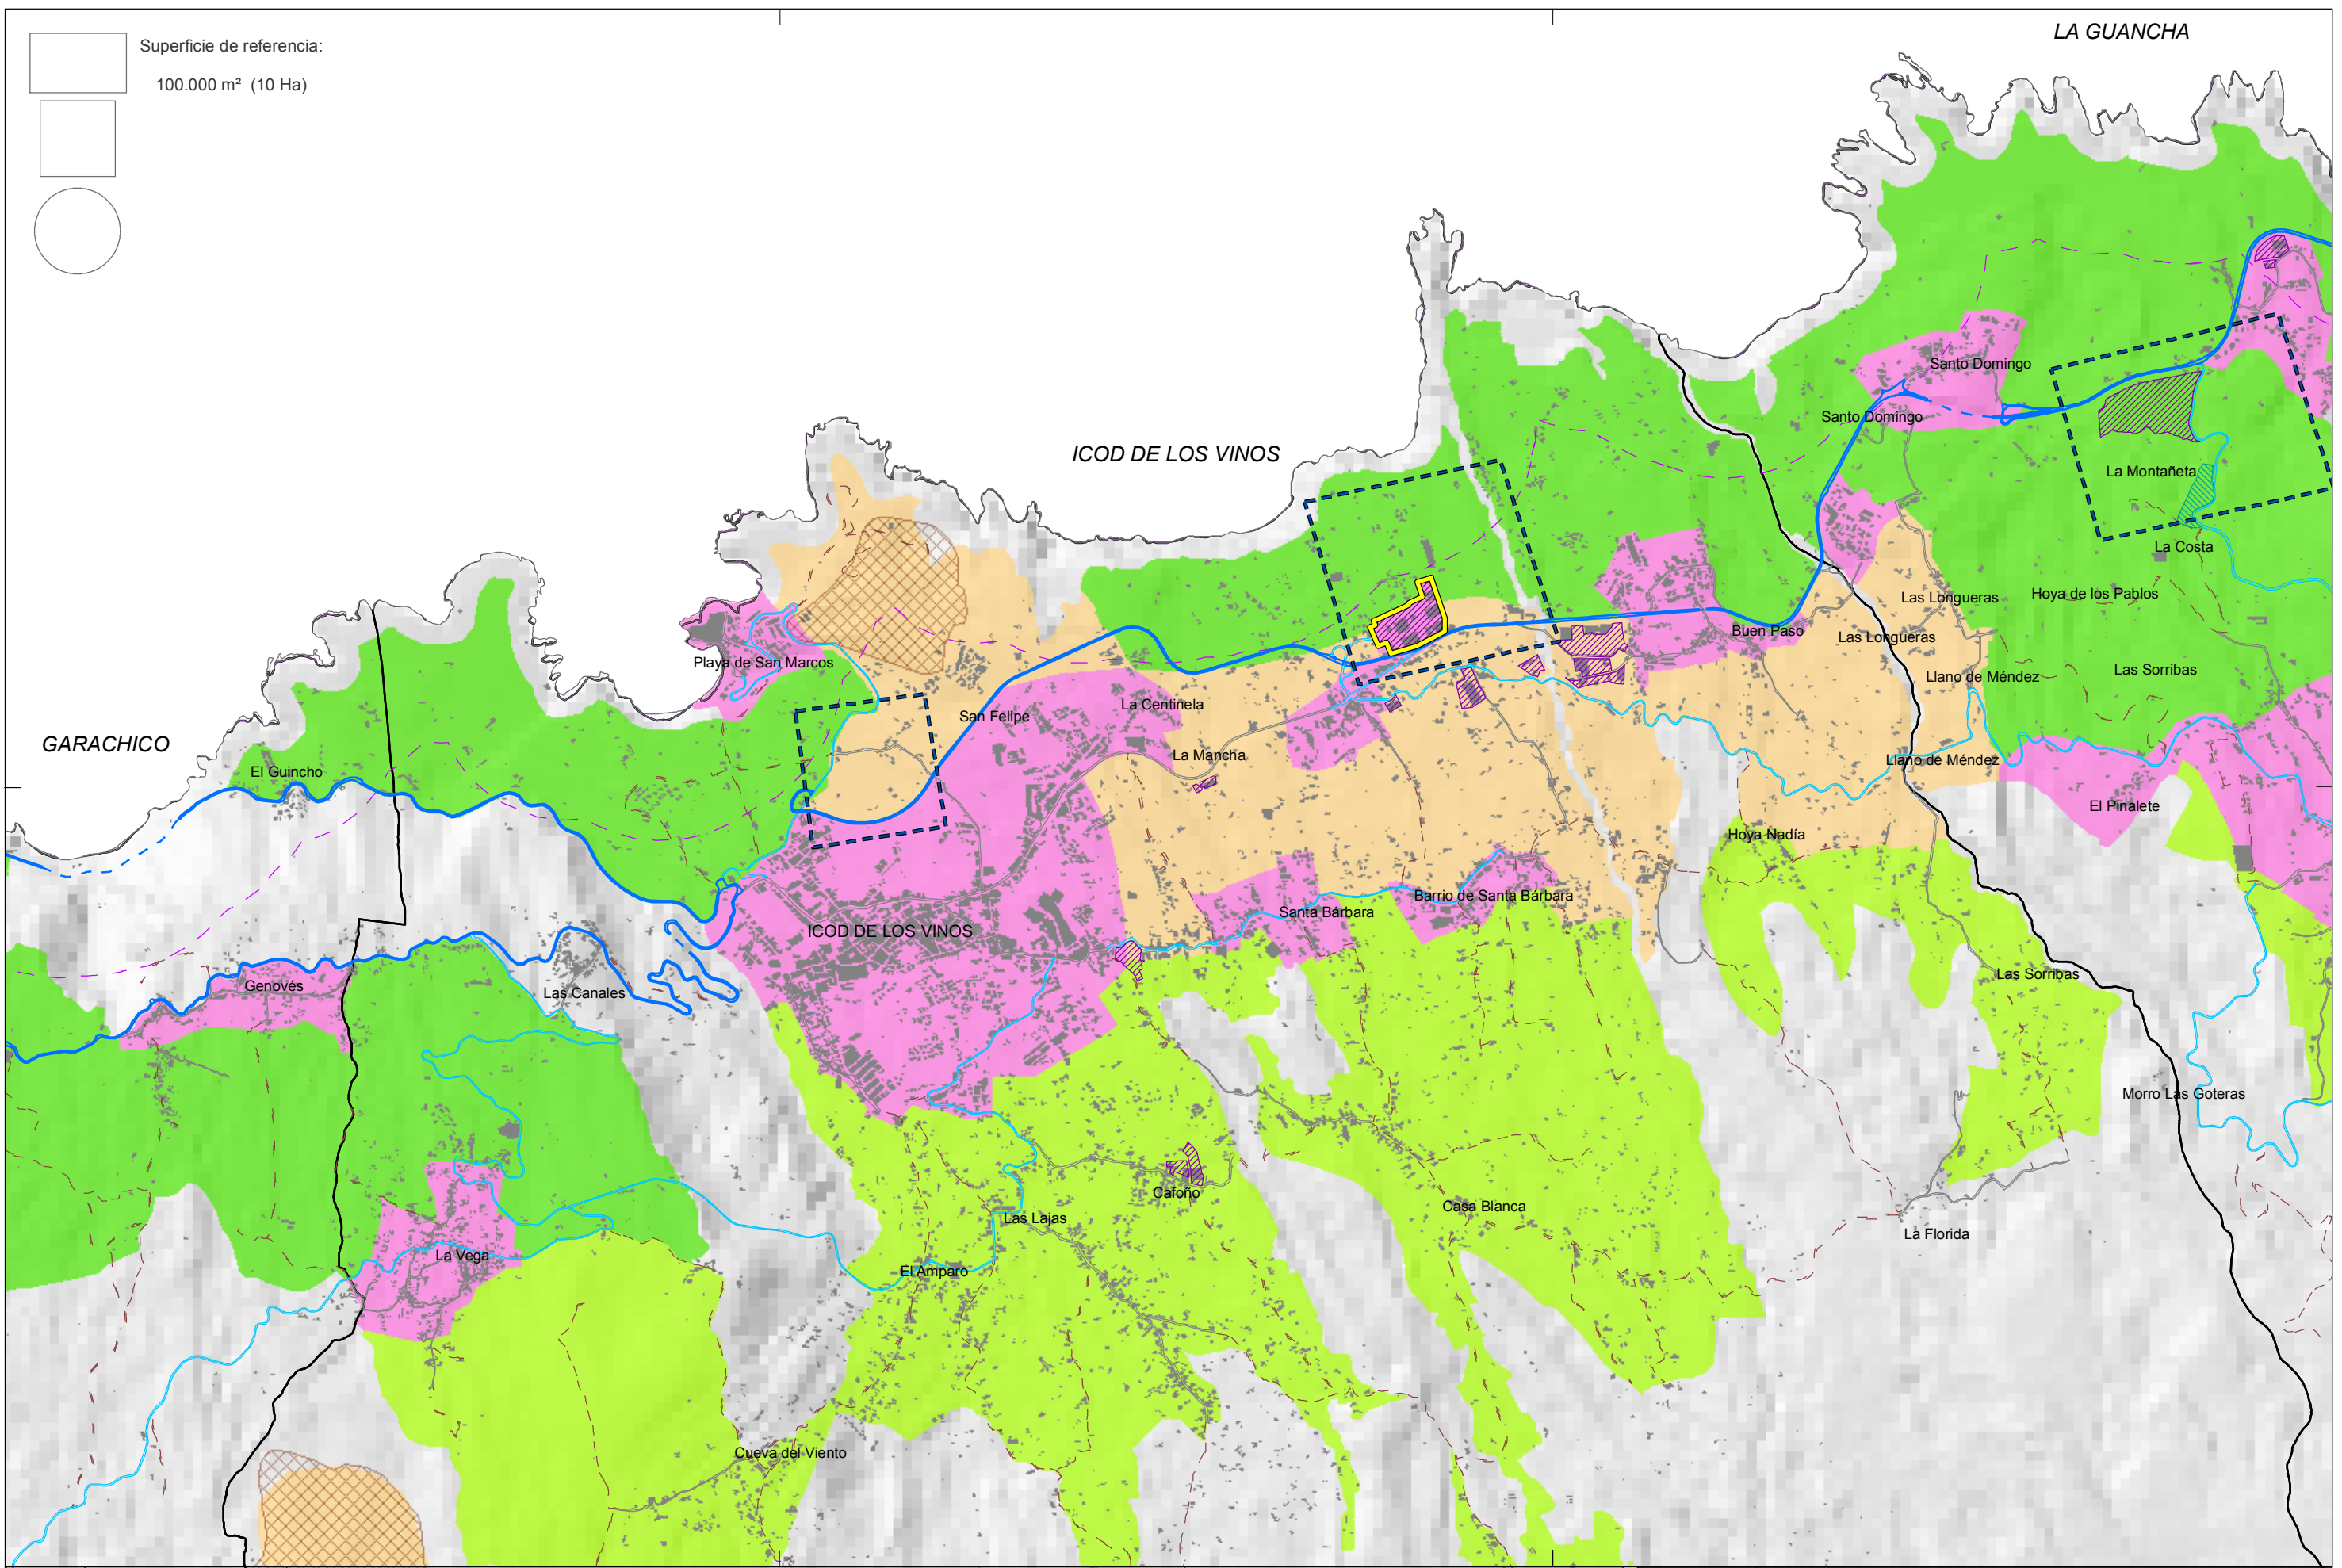 LA GUANCHA
Superficie de referencia:
100.000 m² (10 Ha)
Santo Domingo
Santo Domingo
ICOD DE LOS VINOS
La Montañeta
La Costa
Hoya de los Pablos
Las Longueras
Buen Paso
Las Longueras
Playa de San Marcos
Las Sorribas
Llano de Méndez
La Centinela
San Felipe
GARACHICO
La Mancha
Llano de Méndez
El Guincho
El Pinalete
Hoya Nadía
Barrio de Santa Bárbara
Santa Bárbara
ICOD DE LOS VINOS
Las Sorribas
Genovés
Las Canales
Morro Las Goteras
Cafoño
Casa Blanca
Las Lajas
La Florida
La Vega
El Amparo
Cueva del Viento